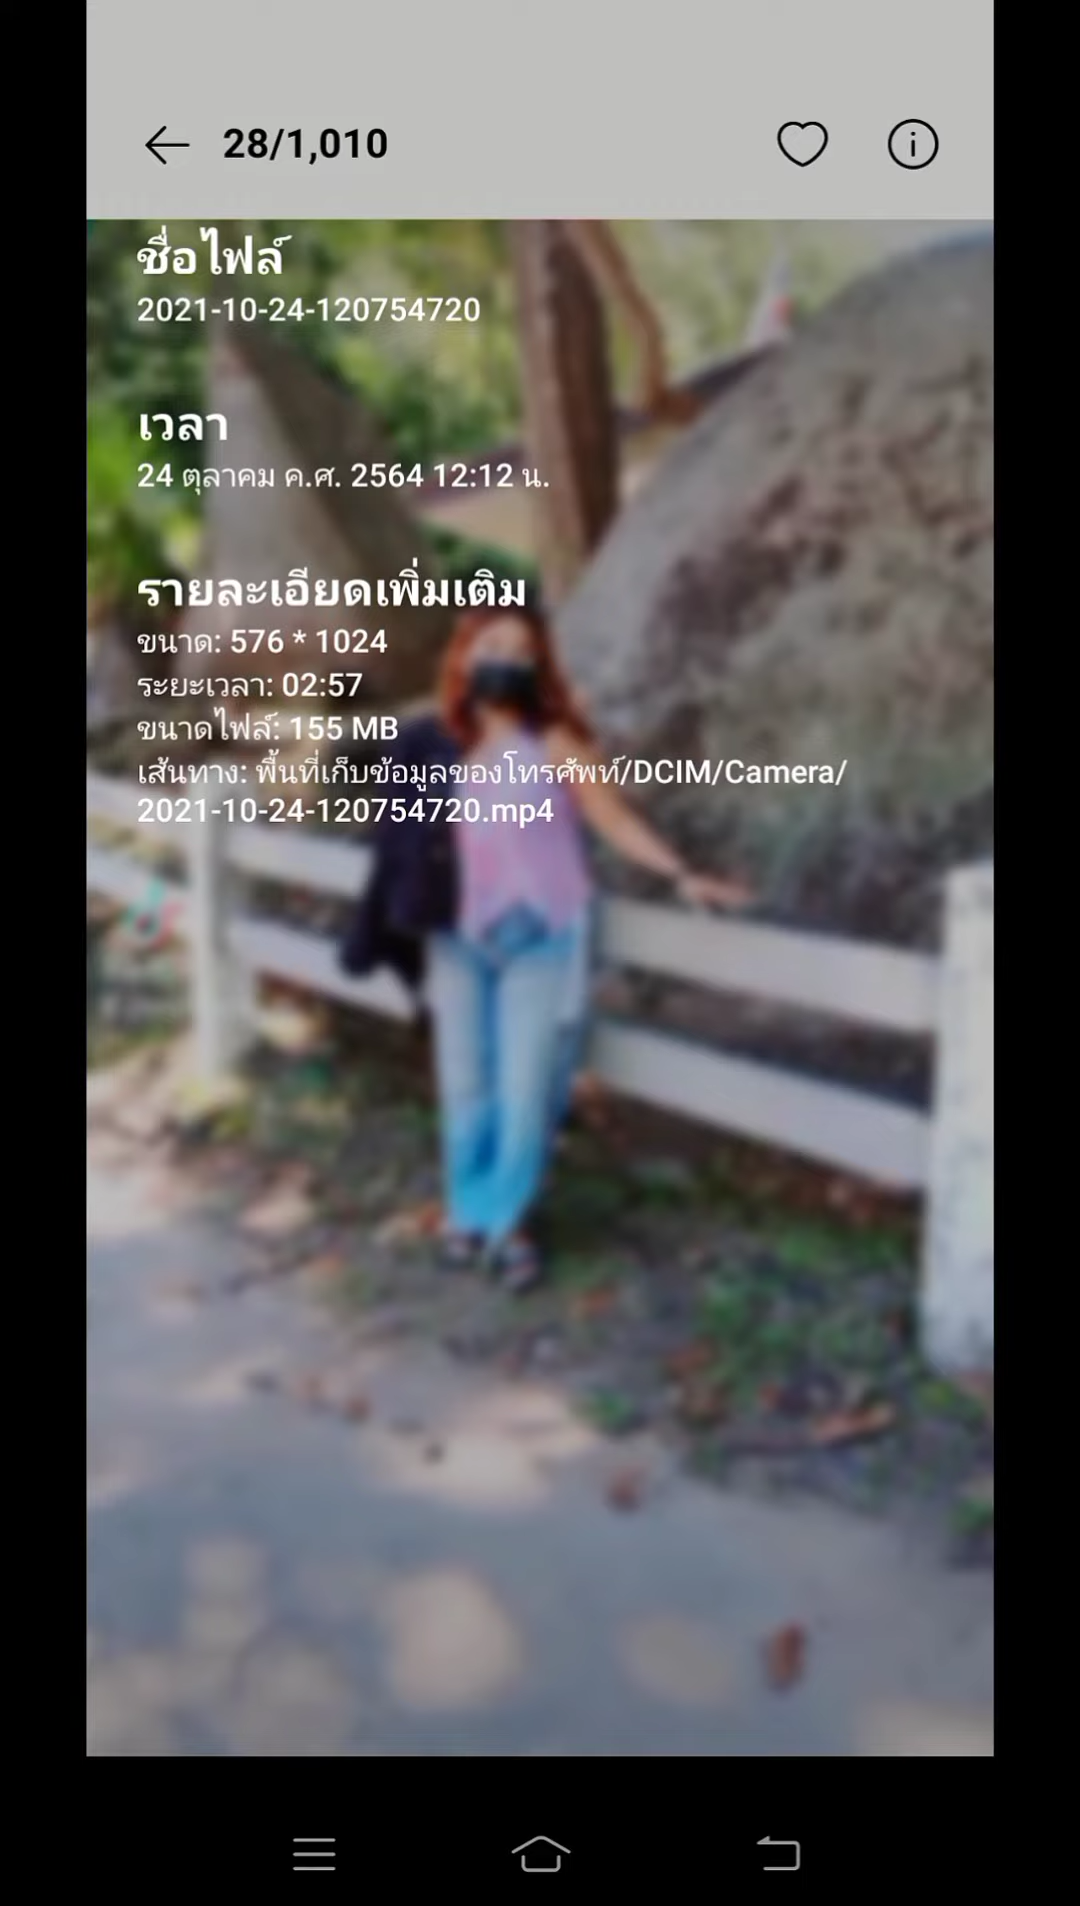 28/1,010
ชื่อไฟล์
2021-10-24-120754720
เวลา
24 ตุลาคม ค.ศ. 2564 12:12 น.
รายละเอียดเพิ่มเติม
ขนาด: 576 * 1024
ระยะเวลา: 02:57
ขนาดไฟล์: 155 MB
เส้นทาง: พื้นที่เก็บข้อมูลของโทรศัพท์/DCIM/Camera/
2021-10-24-120754720.mp4